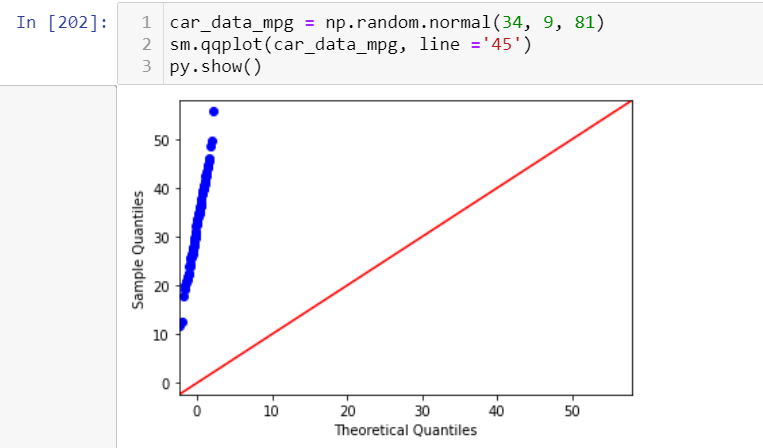 In [202]:
1 car_data_mpg = np.random.normal(34, 9, 81)
2 sm.qqplot(car_data_mpg, line ='45')
3 py.show()
50
40
30
20
10
0
Sample Quantiles
0 10 20 30 40 50
Theoretical Quantiles